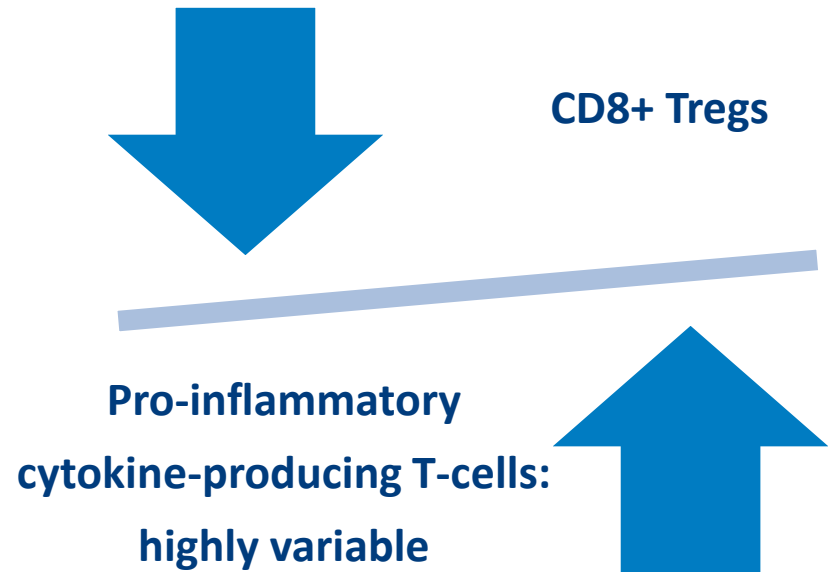 CD8+ Tregs
Pro-inflammatory
cytokine-producing T-cells:
highly variable